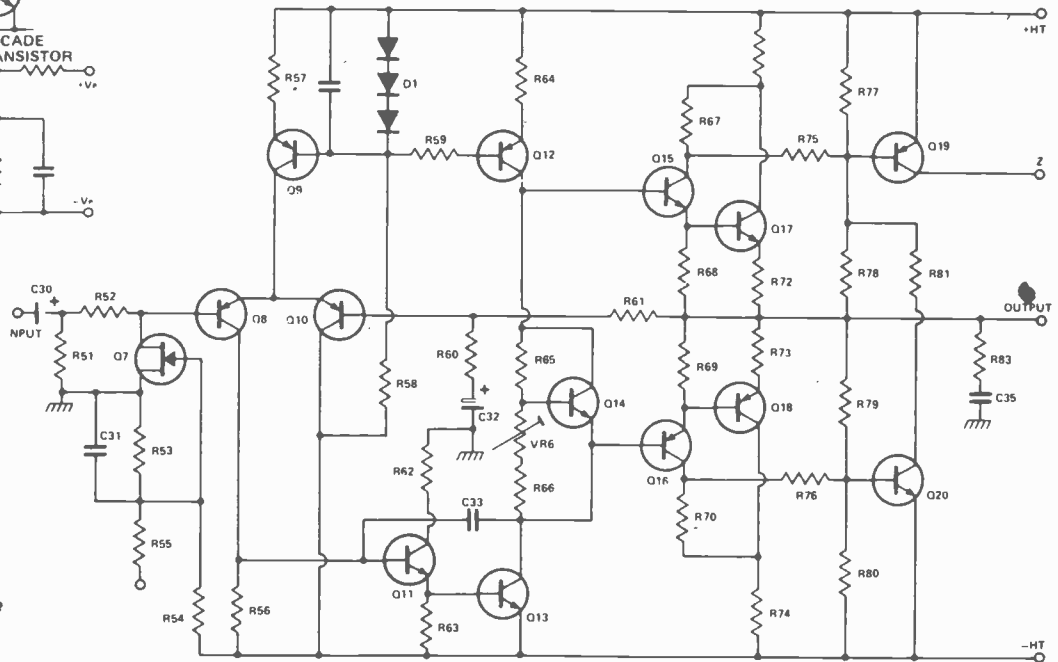 CADE
ANSISTOR
+Vₑ
-Vₑ
+HT
R57
D1
R64
R67
R77
R59
Q12
Q15
R75
Q19
Z
Q9
Q17
R68
R72
R78
R81
C30
+
R52
NPUT
R51
Q7
Q8
Q10
R61
OUTPUT
R60
+
C32
R65
R69
R73
R83
R58
Q14
Q18
C35
C31
R53
R62
VR6
R79
Q16
R76
Q20
C33
R66
R70
R55
Q11
R54
R56
R63
Q13
R74
R80
-HT